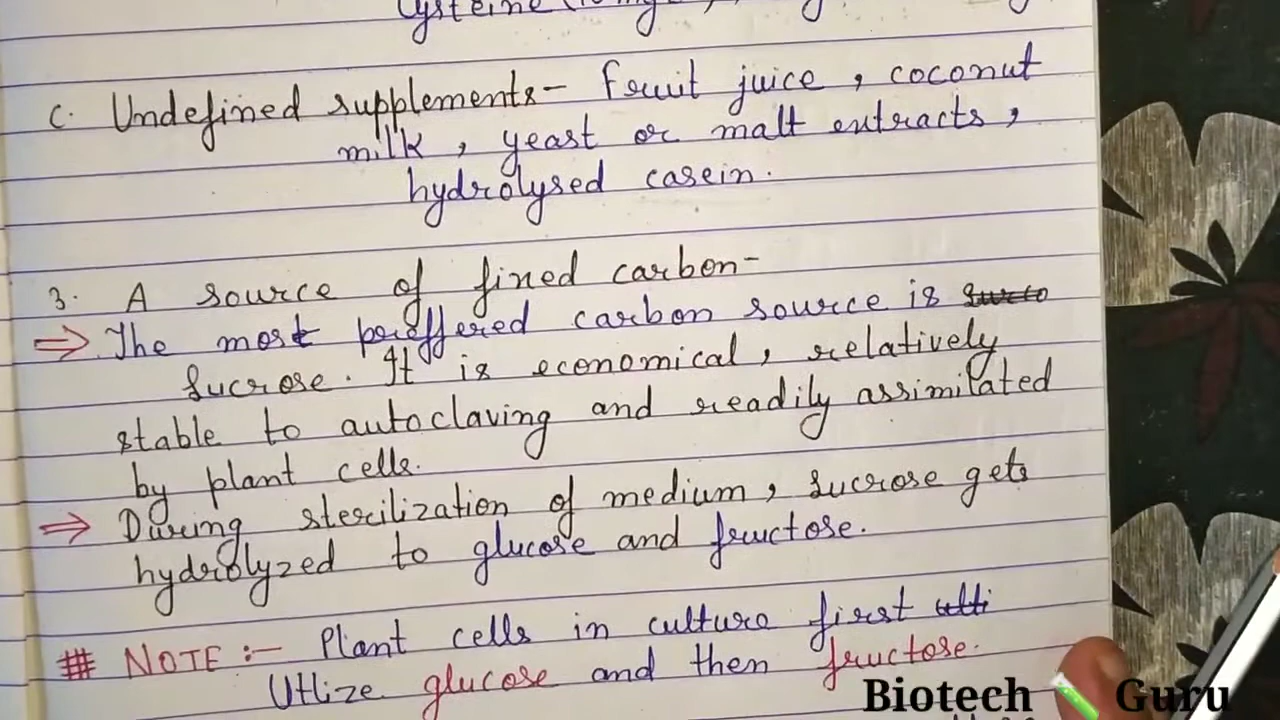 Cysteine
C. Undefined supplements- Fruit juice, coconut
milk, yeast or malt extracts,
hydrolysed casein.
3. A source of fixed carbon-
⇒ The most preffered carbon source is
Sucrose. It is economical, relatively
stable to autoclaving and readily assimilated
by plant cells.
⇒ During sterilization of medium, sucrose gets
hydrolyzed to glucose and fructose.
# NOTE :- Plant cells in culture first
Utlize glucose and then fructose.
Biotech Guru